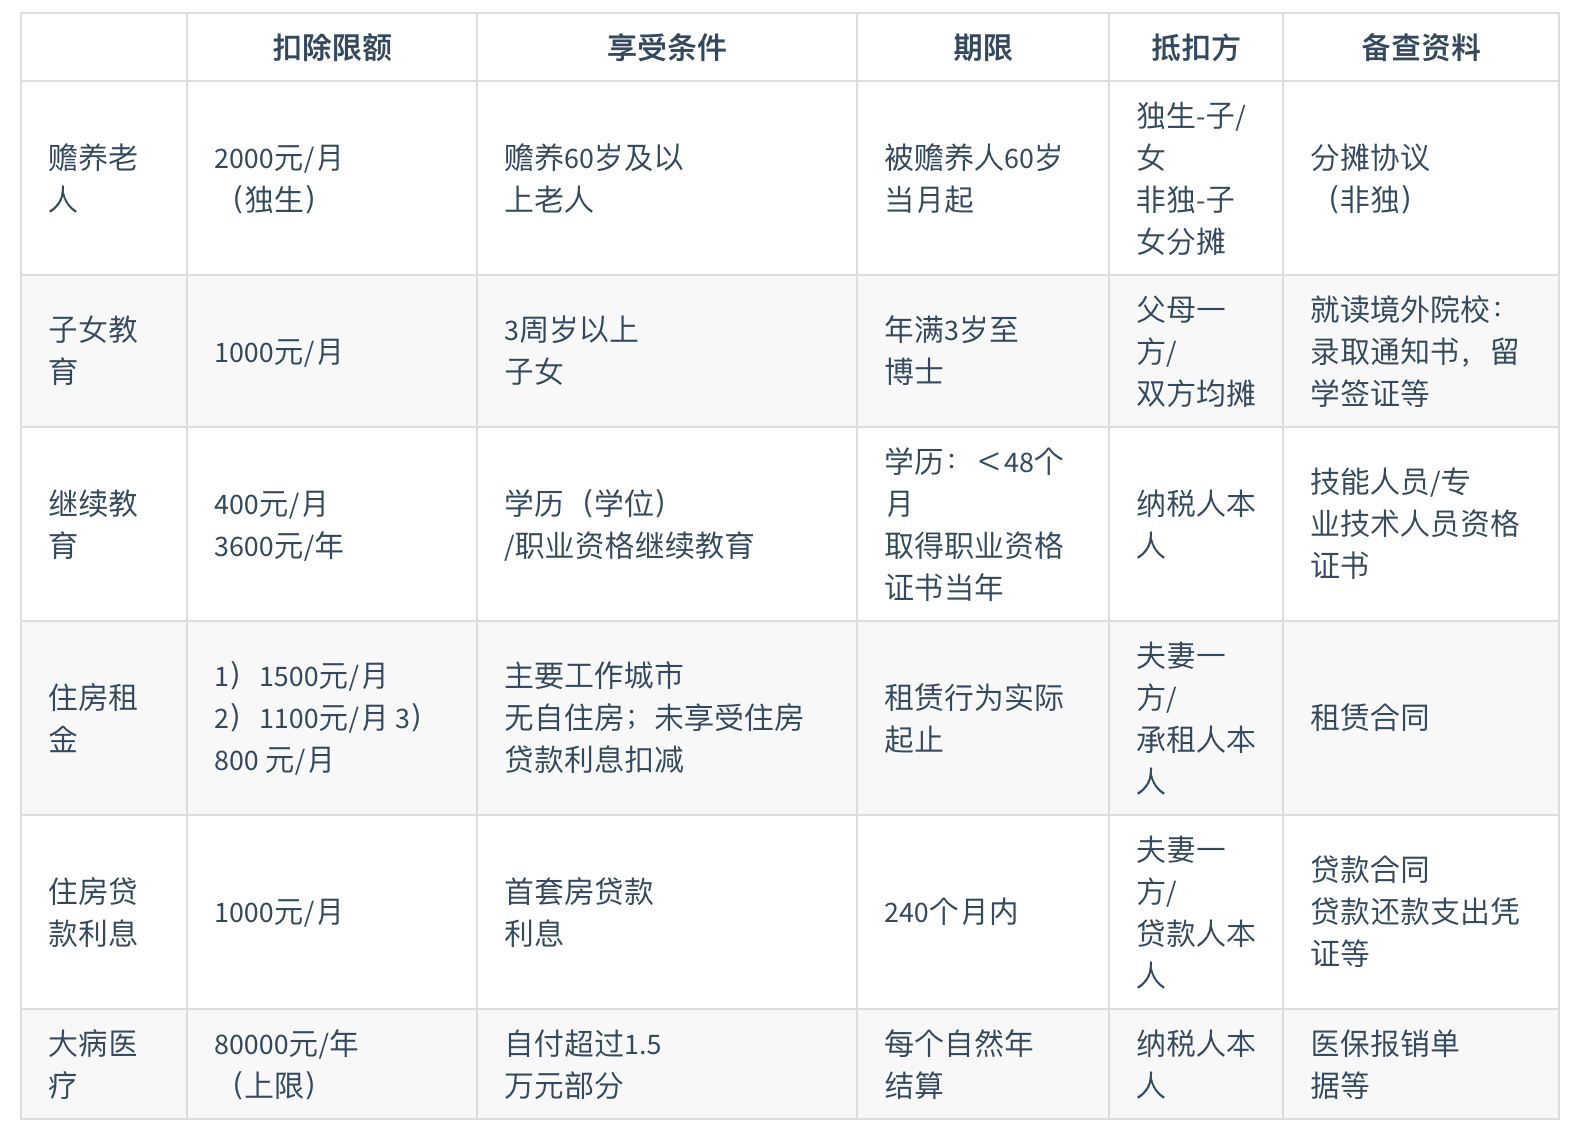 扣除限额 享受条件 期限 抵扣方 备查资料
赡养老
人
2000元/月
（独生）
赡养60岁及以
上老人
被赡养人60岁
当月起
独生-子/
女
非独-子
女分摊
分摊协议
（非独）
子女教
育
1000元/月
3周岁以上
子女
年满3岁至
博士
父母一
方/
双方均摊
就读境外院校：
录取通知书，留
学签证等
继续教
育
400元/月
3600元/年
学历（学位）
/职业资格继续教育
学历：＜48个
月
取得职业资格
证书当年
纳税人本
人
技能人员/专
业技术人员资格
证书
住房租
金
1）1500元/月
2）1100元/月 3）
800 元/月
主要工作城市
无自住房；未享受住房
贷款利息扣减
租赁行为实际
起止
夫妻一
方/
承租人本
人
租赁合同
住房贷
款利息
1000元/月
首套房贷款
利息
240个月内
夫妻一
方/
贷款人本
人
贷款合同
贷款还款支出凭
证等
大病医
疗
80000元/年
（上限）
自付超过1.5
万元部分
每个自然年
结算
纳税人本
人
医保报销单
据等